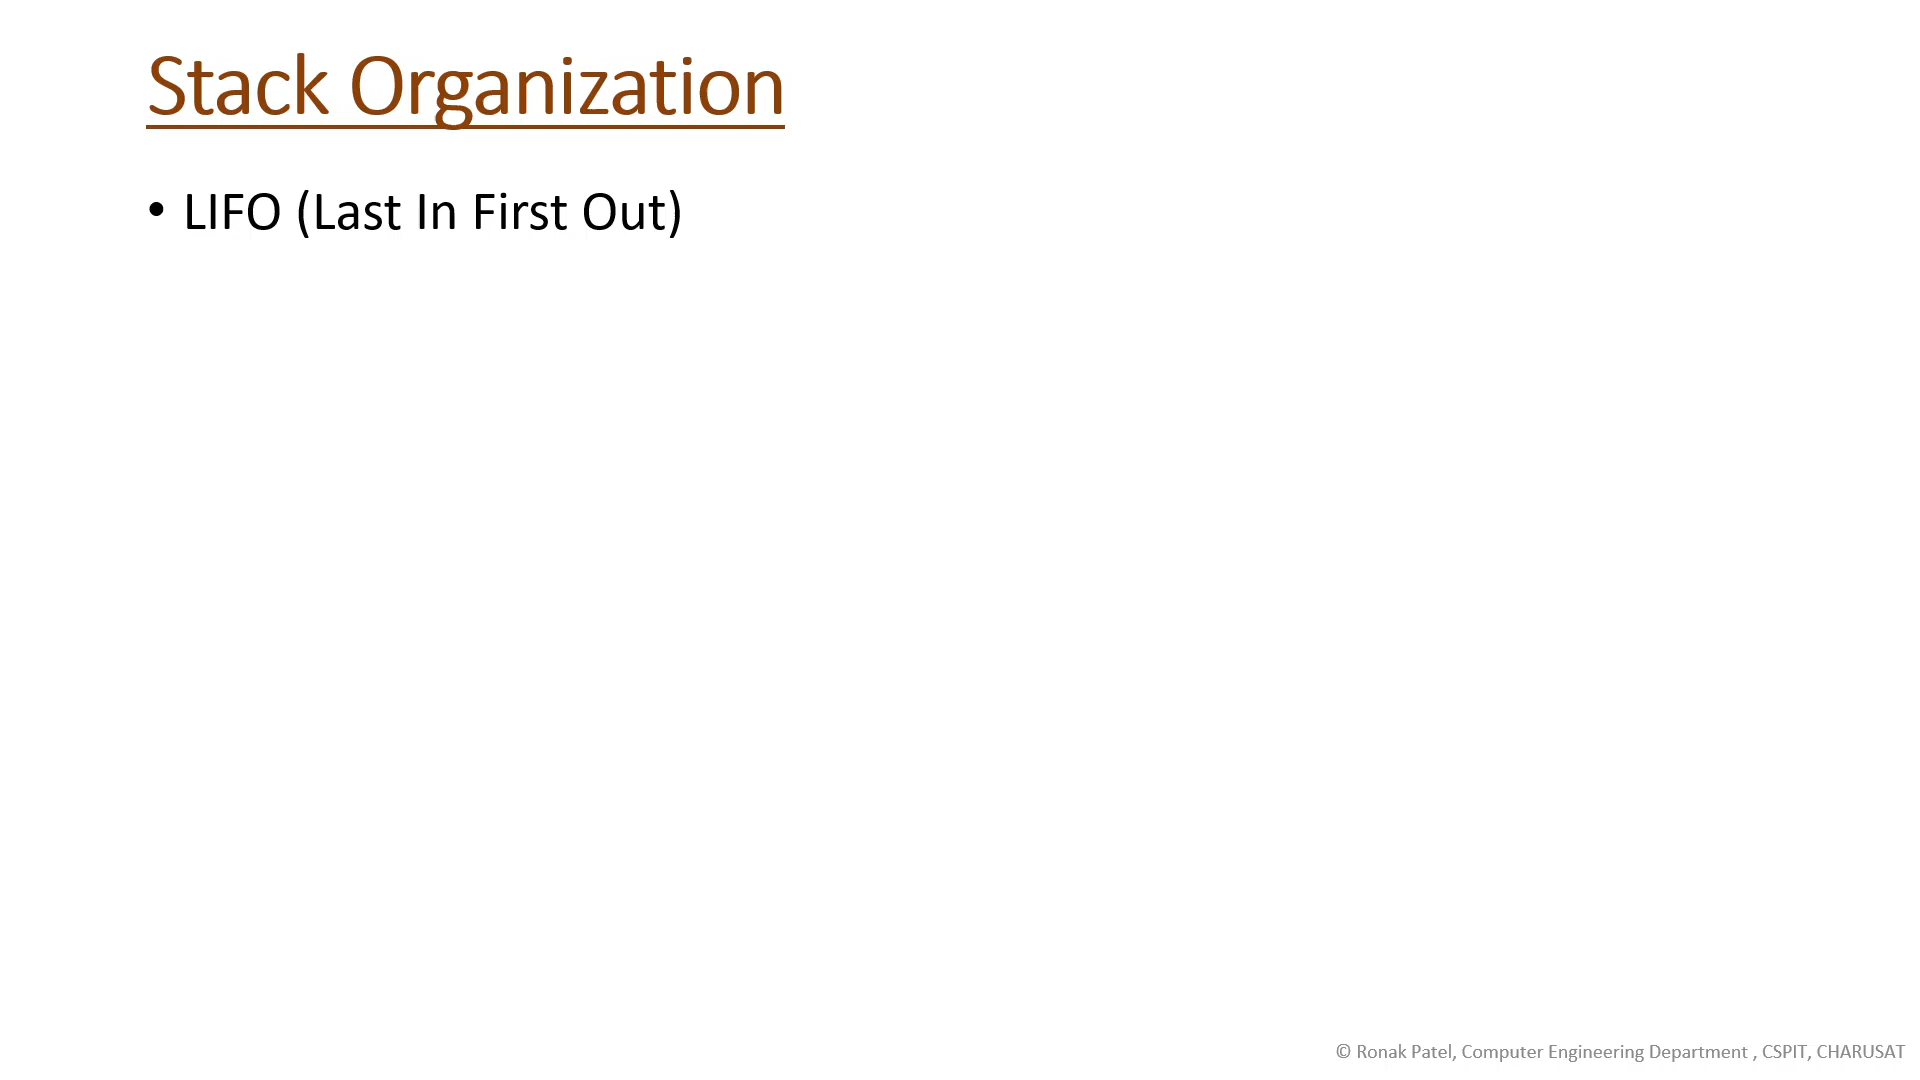 Stack Organization
• LIFO (Last In First Out)
© Ronak Patel, Computer Engineering Department , CSPIT, CHARUSAT